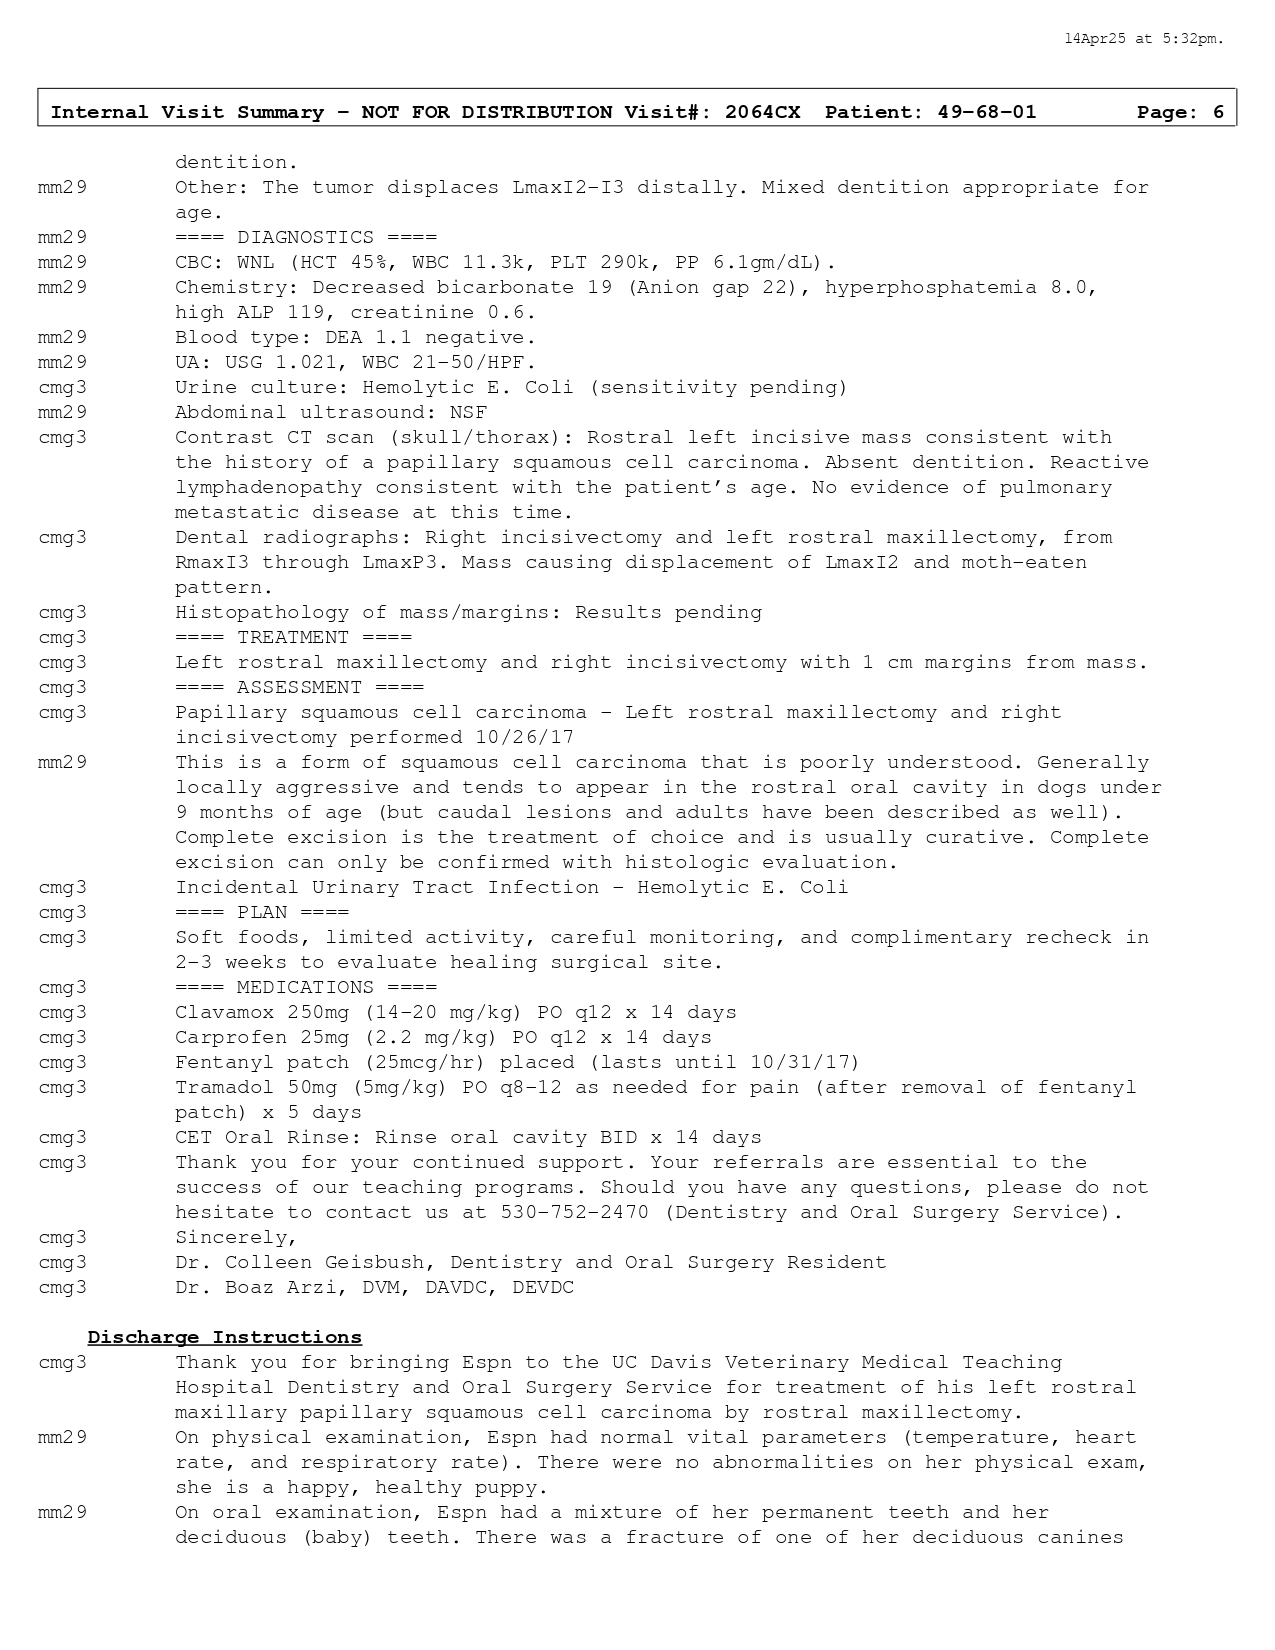 14Apr25 at 5:32pm.
Internal Visit Summary - NOT FOR DISTRIBUTION Visit#: 2064CX Patient: 49-68-01 Page: 6
dentition.
mm29 Other: The tumor displaces LmaxI2-I3 distally. Mixed dentition appropriate for
age.
mm29 ==== DIAGNOSTICS ====
mm29 CBC: WNL (HCT 45%, WBC 11.3k, PLT 290k, PP 6.1gm/dL).
mm29 Chemistry: Decreased bicarbonate 19 (Anion gap 22), hyperphosphatemia 8.0,
high ALP 119, creatinine 0.6.
mm29 Blood type: DEA 1.1 negative.
mm29 UA: USG 1.021, WBC 21-50/HPF.
cmg3 Urine culture: Hemolytic E. Coli (sensitivity pending)
mm29 Abdominal ultrasound: NSF
cmg3 Contrast CT scan (skull/thorax): Rostral left incisive mass consistent with
the history of a papillary squamous cell carcinoma. Absent dentition. Reactive
lymphadenopathy consistent with the patient's age. No evidence of pulmonary
metastatic disease at this time.
cmg3 Dental radiographs: Right incisivectomy and left rostral maxillectomy, from
RmaxI3 through LmaxP3. Mass causing displacement of LmaxI2 and moth-eaten
pattern.
cmg3 Histopathology of mass/margins: Results pending
cmg3 ==== TREATMENT ====
cmg3 Left rostral maxillectomy and right incisivectomy with 1 cm margins from mass.
cmg3 ==== ASSESSMENT ====
cmg3 Papillary squamous cell carcinoma - Left rostral maxillectomy and right
incisivectomy performed 10/26/17
mm29 This is a form of squamous cell carcinoma that is poorly understood. Generally
locally aggressive and tends to appear in the rostral oral cavity in dogs under
9 months of age (but caudal lesions and adults have been described as well).
Complete excision is the treatment of choice and is usually curative. Complete
excision can only be confirmed with histologic evaluation.
cmg3 Incidental Urinary Tract Infection - Hemolytic E. Coli
cmg3 ==== PLAN ====
cmg3 Soft foods, limited activity, careful monitoring, and complimentary recheck in
2-3 weeks to evaluate healing surgical site.
cmg3 ==== MEDICATIONS ====
cmg3 Clavamox 250mg (14-20 mg/kg) PO q12 x 14 days
cmg3 Carprofen 25mg (2.2 mg/kg) PO q12 x 14 days
cmg3 Fentanyl patch (25mcg/hr) placed (lasts until 10/31/17)
cmg3 Tramadol 50mg (5mg/kg) PO q8-12 as needed for pain (after removal of fentanyl
patch) x 5 days
cmg3 CET Oral Rinse: Rinse oral cavity BID x 14 days
cmg3 Thank you for your continued support. Your referrals are essential to the
success of our teaching programs. Should you have any questions, please do not
hesitate to contact us at 530-752-2470 (Dentistry and Oral Surgery Service).
cmg3 Sincerely,
cmg3 Dr. Colleen Geisbush, Dentistry and Oral Surgery Resident
cmg3 Dr. Boaz Arzi, DVM, DAVDC, DEVDC
Discharge Instructions
cmg3 Thank you for bringing Espn to the UC Davis Veterinary Medical Teaching
Hospital Dentistry and Oral Surgery Service for treatment of his left rostral
maxillary papillary squamous cell carcinoma by rostral maxillectomy.
mm29 On physical examination, Espn had normal vital parameters (temperature, heart
rate, and respiratory rate). There were no abnormalities on her physical exam,
she is a happy, healthy puppy.
mm29 On oral examination, Espn had a mixture of her permanent teeth and her
deciduous (baby) teeth. There was a fracture of one of her deciduous canines